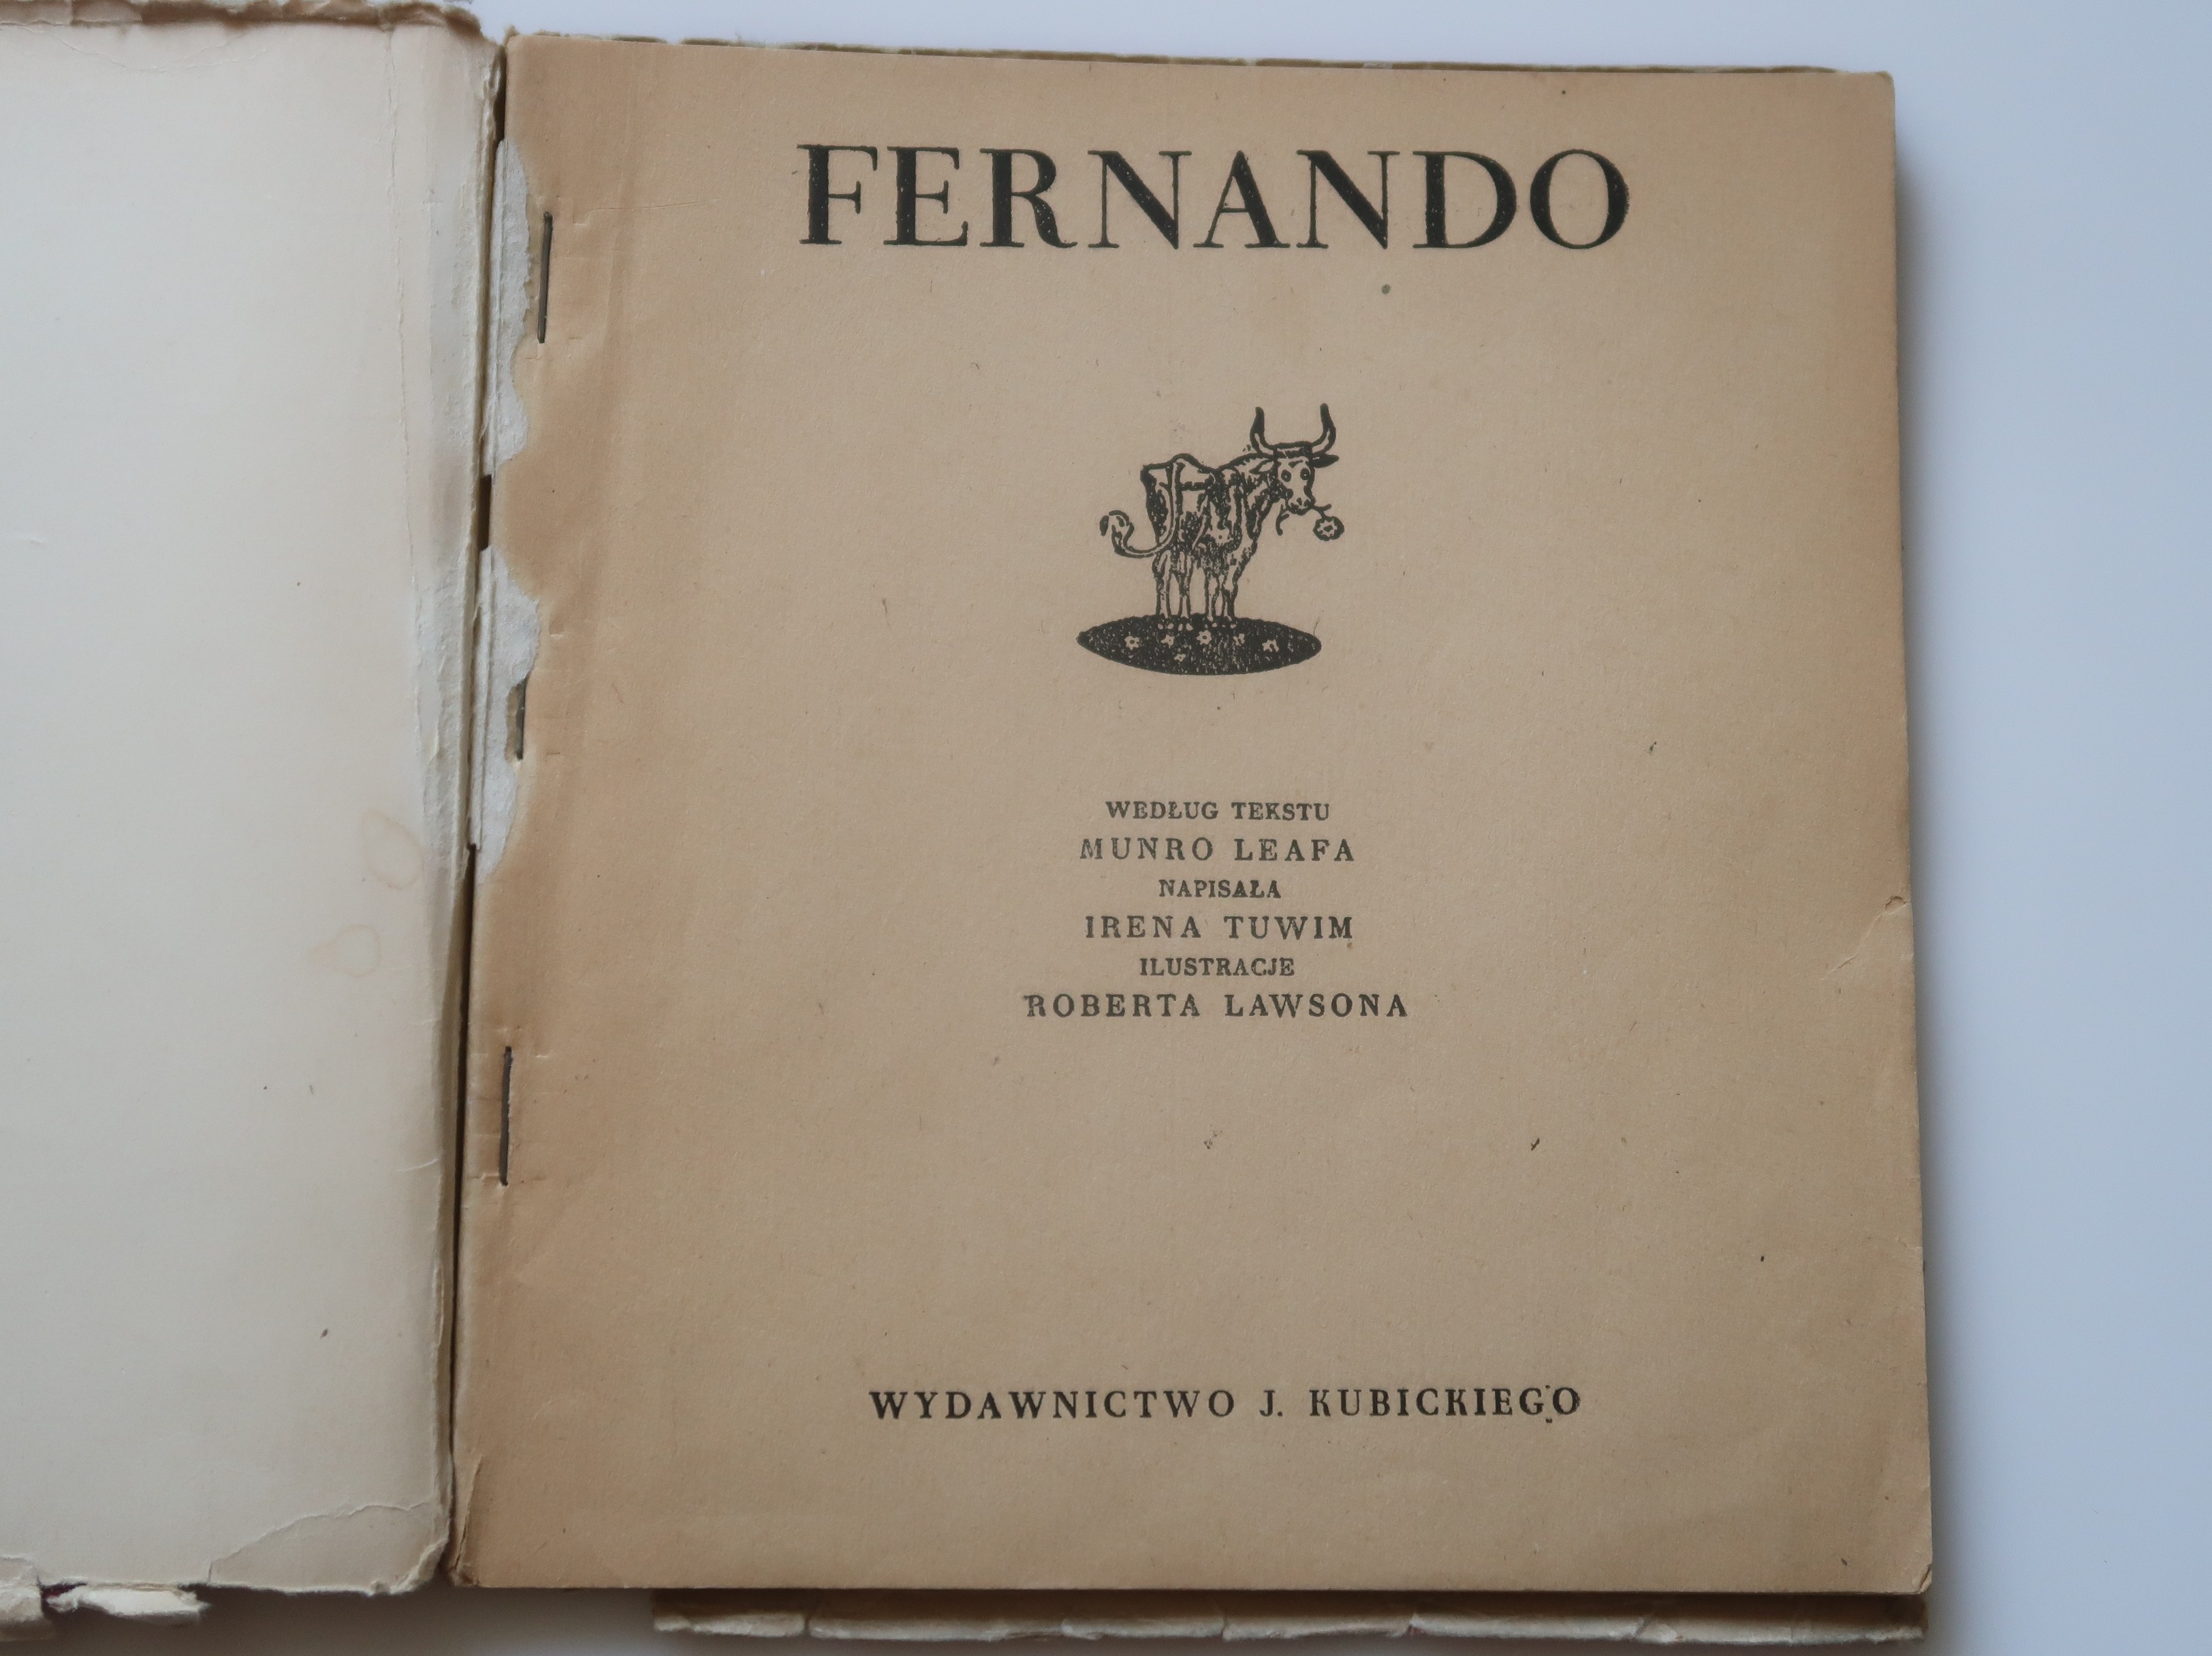 FERNANDO
WEDŁUG TEKSTU
MUNRO LEAFA
NAPISAŁA
IRENA TUWIM
ILUSTRACJE
ROBERTA LAWSONA
WYDAWNICTWO J. KUBICKIEGO